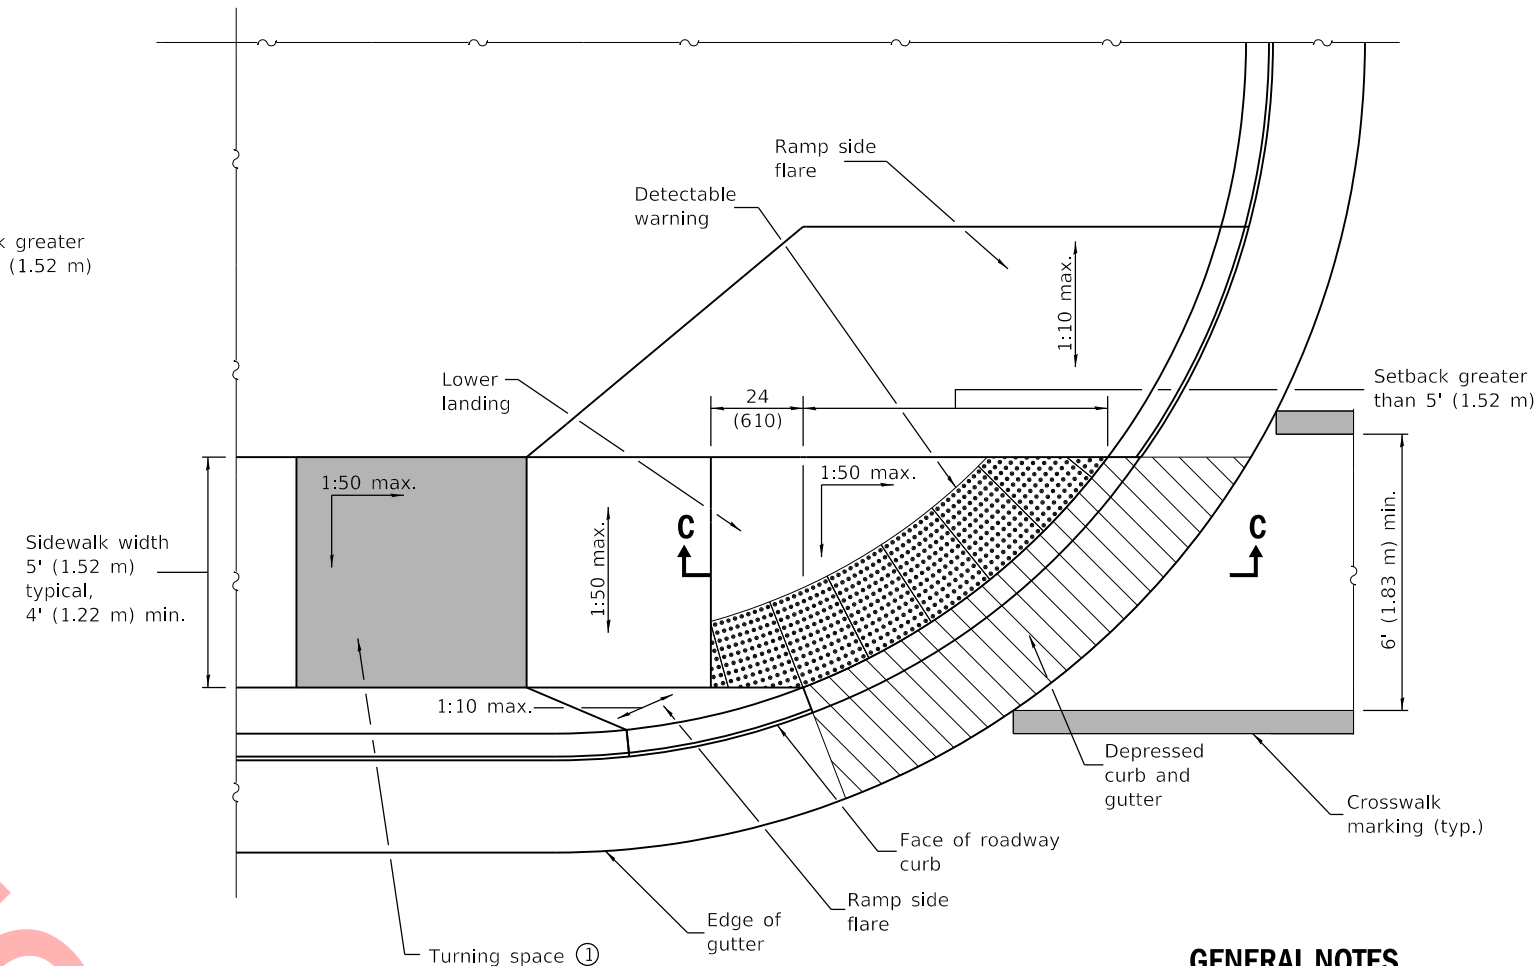 Ramp side
flare
Detectable
warning
k greater
(1.52 m)
1:10 max.
Lower
landing
24
(610)
Setback greater
than 5' (1.52 m)
1:50 max.
1:50 max.
Sidewalk width
5' (1.52 m)
typical,
4' (1.22 m) min.
1:50 max.
C
C
6' (1.83 m) min.
1:10 max.
Depressed
curb and
gutter
Crosswalk
marking (typ.)
Face of roadway
curb
Ramp side
flare
Edge of
gutter
Turning space ①
GENERAL NOTES